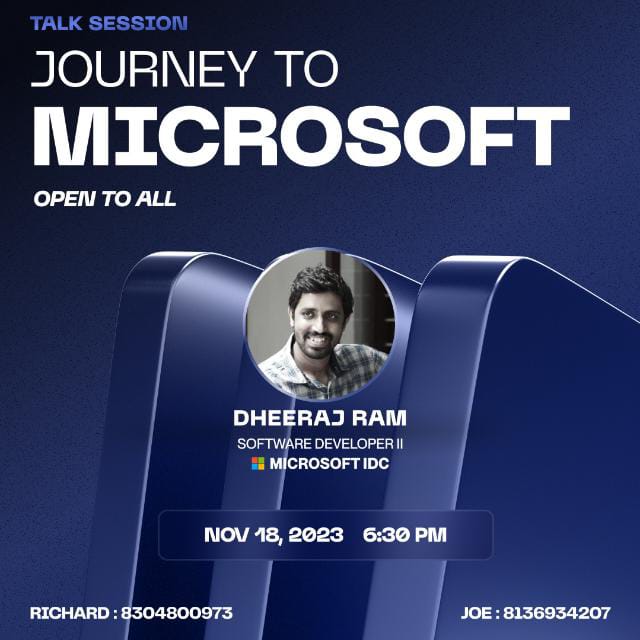 TALK SESSION
JOURNEY TO
MICROSOFT
OPEN TO ALL
DHEERAJ RAM
SOFTWARE DEVELOPER II
MICROSOFT IDC
NOV 18, 2023 6:30 PM
RICHARD : 8304800973 JOE : 8136934207